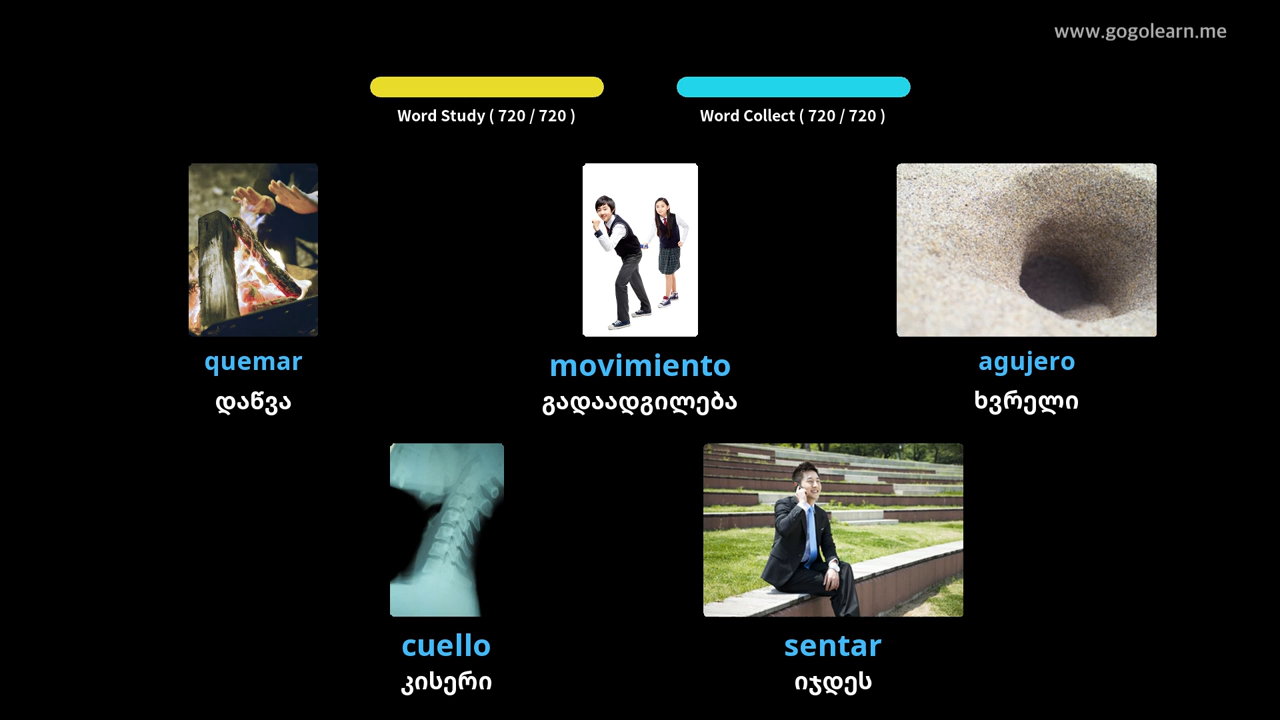 www.gogolearn.me
Word Study ( 720 / 720 )
Word Collect ( 720 / 720 )
quemar
დაწვა
movimiento
გადაადგილება
agujero
ხვრელი
cuello
კისერი
sentar
იჯდეს